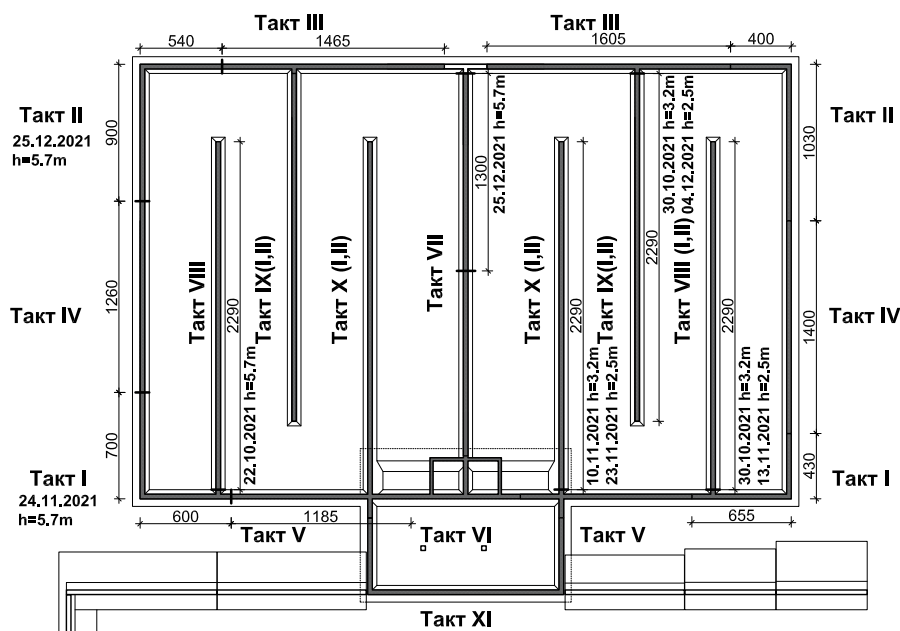 Такт III
Такт III
540
1465
1605
400
Такт II
25.12.2021
h=5.7m
900
1300
25.12.2021 h=5.7m
30.10.2021 h=3.2m
04.12.2021 h=2.5m
Такт II
1030
Такт IV
1260
Такт VIII
2290
22.10.2021 h=5.7m
Такт IX(I,II)
Такт X (I,II)
Такт VII
Такт X (I,II)
2290
10.11.2021 h=3.2m
23.11.2021 h=2.5m
Такт IX(I,II)
2290
Такт VIII (I,II)
2290
30.10.2021 h=3.2m
13.11.2021 h=2.5m
1400
Такт IV
700
Такт I
24.11.2021
h=5.7m
430
Такт I
600
1185
655
Такт V
Такт VI
Такт V
Такт XI